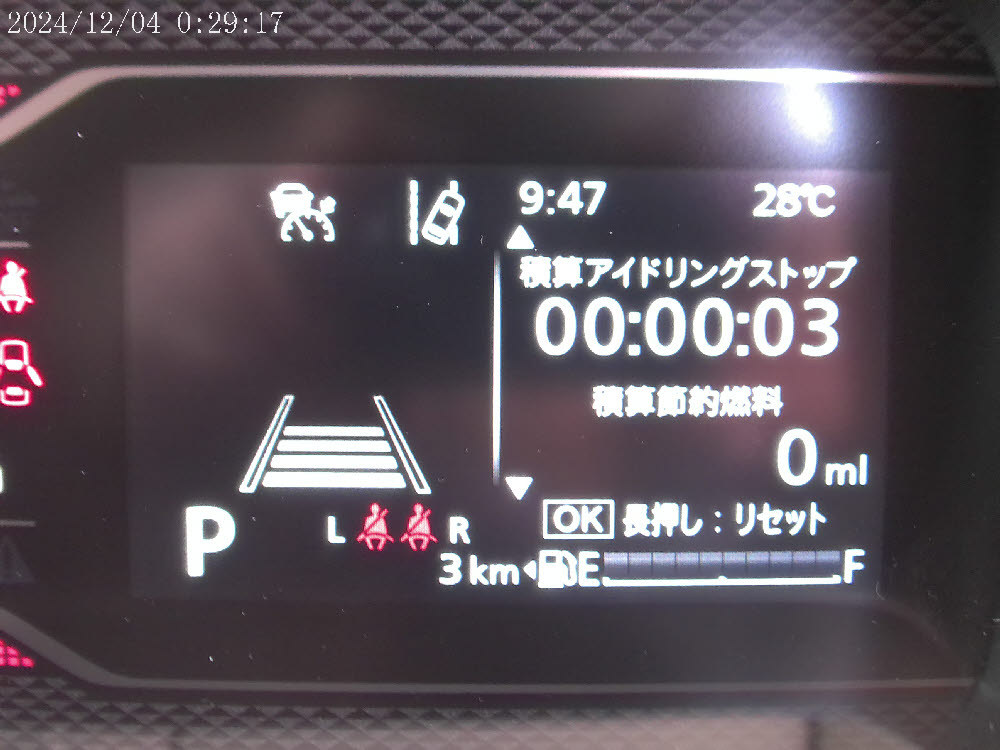 2024/12/04 0:29:17
9:47 28℃
積算アイドリングストップ
00:00:03
積算節約燃料
0ml
OK 長押し：リセット
P L R
3km E F